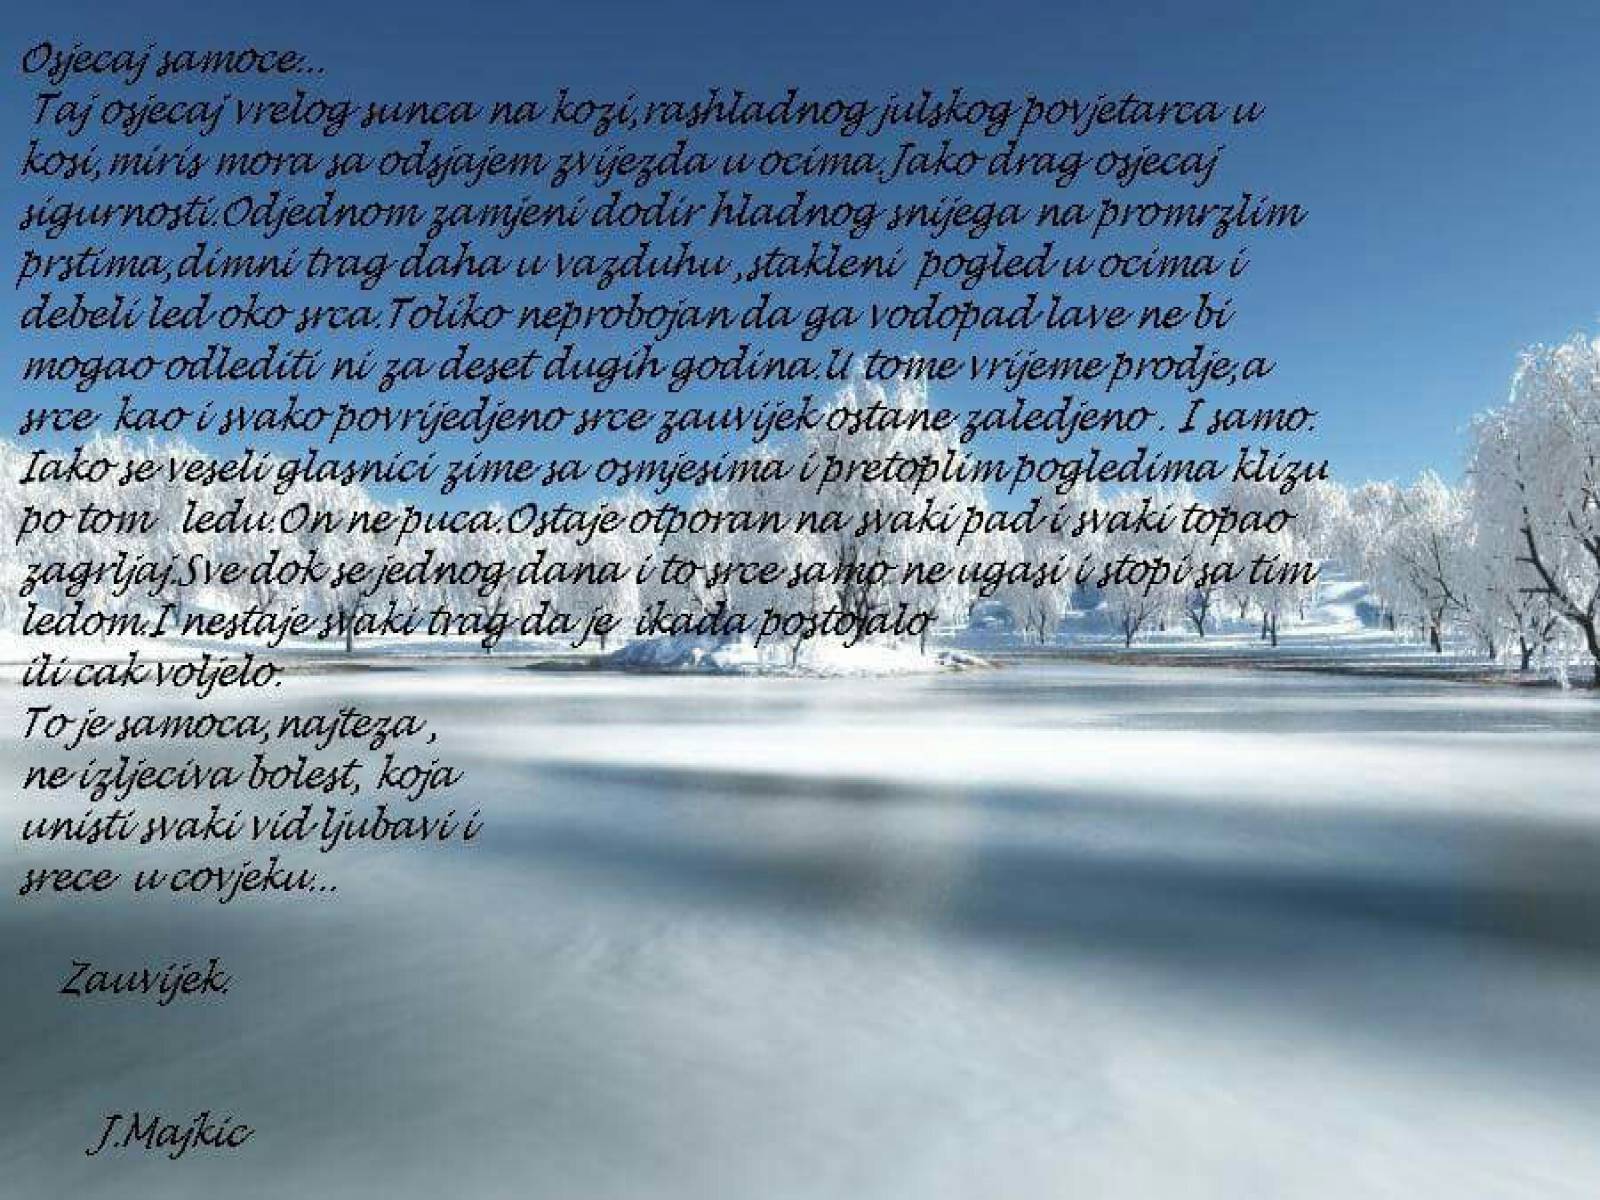 Osjecaj samoce...
Taj osjecaj vrelog sunca na kozi,rashladnog julskog povjetarca u
kosi,miris mora sa odsjajem zvijezda u ocima.Jako drag osjecaj
sigurnosti.Odjednom zamjeni dodir hladnog snijega na promrzlim
prstima,dimni trag daha u vazduhu ,stakleni pogled u ocima i
debeli led oko srca.Toliko neprobojan da ga vodopad lave ne bi
mogao odlediti ni za deset dugih godina.U tome vrijeme prodje,a
srce kao i svako povrijedjeno srce zauvijek ostane zaledjeno . I samo.
Iako se veseli glasnici zime sa osmjesima i pretoplim pogledima klizu
po tom ledu.On ne puca.Ostaje otporan na svaki pad i svaki topao
zagrljaj.Sve dok se jednog dana i to srce samo ne ugasi i stopi sa tim
ledom.I nestaje svaki trag da je ikada postojalo
ili cak voljelo.
To je samoca,najteza ,
ne izljeciva bolest, koja
unisti svaki vid ljubavi i
srece u covjeku...
Zauvijek.
J.Majkic